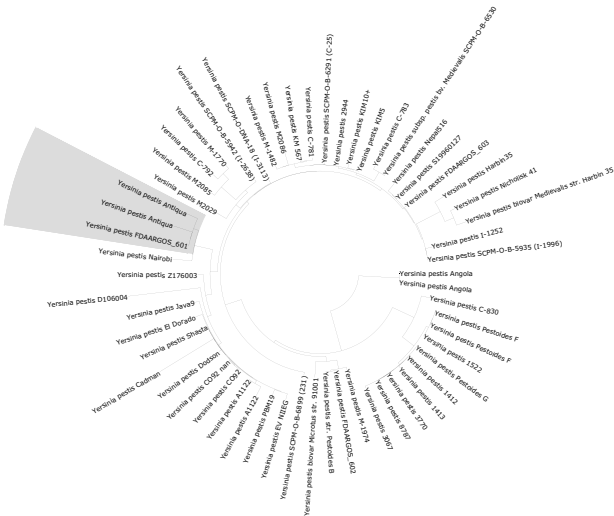 Yersinia pestis SCPM-O-B-6291 (C-25)
Yersinia pestis 2944
Yersinia pestis KIM10+
Yersinia pestis KIM5
Yersinia pestis C-783
Yersinia pestis subsp. pestis bv. Medievalis SCPM-O-B-6530
Yersinia pestis Nepal516
Yersinia pestis S19960127
Yersinia pestis FDAARGOS_603
Yersinia pestis Harbin 35
Yersinia pestis Nicholisk 41
Yersinia pestis biovar Medievalis str. Harbin 35
Yersinia pestis I-1252
Yersinia pestis SCPM-O-B-5935 (I-1996)
Yersinia pestis Angola
Yersinia pestis Angola
Yersinia pestis C-830
Yersinia pestis Pestoides F
Yersinia pestis Pestoides F
Yersinia pestis 1522
Yersinia pestis Pestoides G
Yersinia pestis 1412
Yersinia pestis 1413
Yersinia pestis 3770
Yersinia pestis 8787
Yersinia pestis 3067
Yersinia pestis M-1974
Yersinia pestis FDAARGOS_602
Yersinia pestis str. Pestoides B
Yersinia pestis biovar Microtus str. 91001
Yersinia pestis SCPM-O-B-6899 (231)
Yersinia pestis EV NIIEG
Yersinia pestis PBM19
Yersinia pestis A1122
Yersinia pestis A1122
Yersinia pestis CO92
Yersinia pestis CO92_nan
Yersinia pestis Dodson
Yersinia pestis Cadman
Yersinia pestis Shasta
Yersinia pestis El Dorado
Yersinia pestis Java9
Yersinia pestis D106004
Yersinia pestis Z176003
Yersinia pestis Nairobi
Yersinia pestis FDAARGOS_601
Yersinia pestis Antiqua
Yersinia pestis Antiqua
Yersinia pestis M2029
Yersinia pestis M2085
Yersinia pestis C-792
Yersinia pestis M-1770
Yersinia pestis SCPM-O-B-5942 (I-2638)
Yersinia pestis SCPM-O-DNA-18 (I-3113)
Yersinia pestis M-1482
Yersinia pestis M2086
Yersinia pestis KM 567
Yersinia pestis C-781